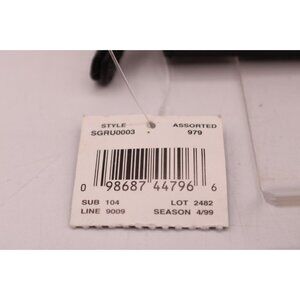 STYLE ASSORTED
SGRU0003 979
0 98687 44796 6
SUB 104 LOT 2482
LINE 9009 SEASON 4/99